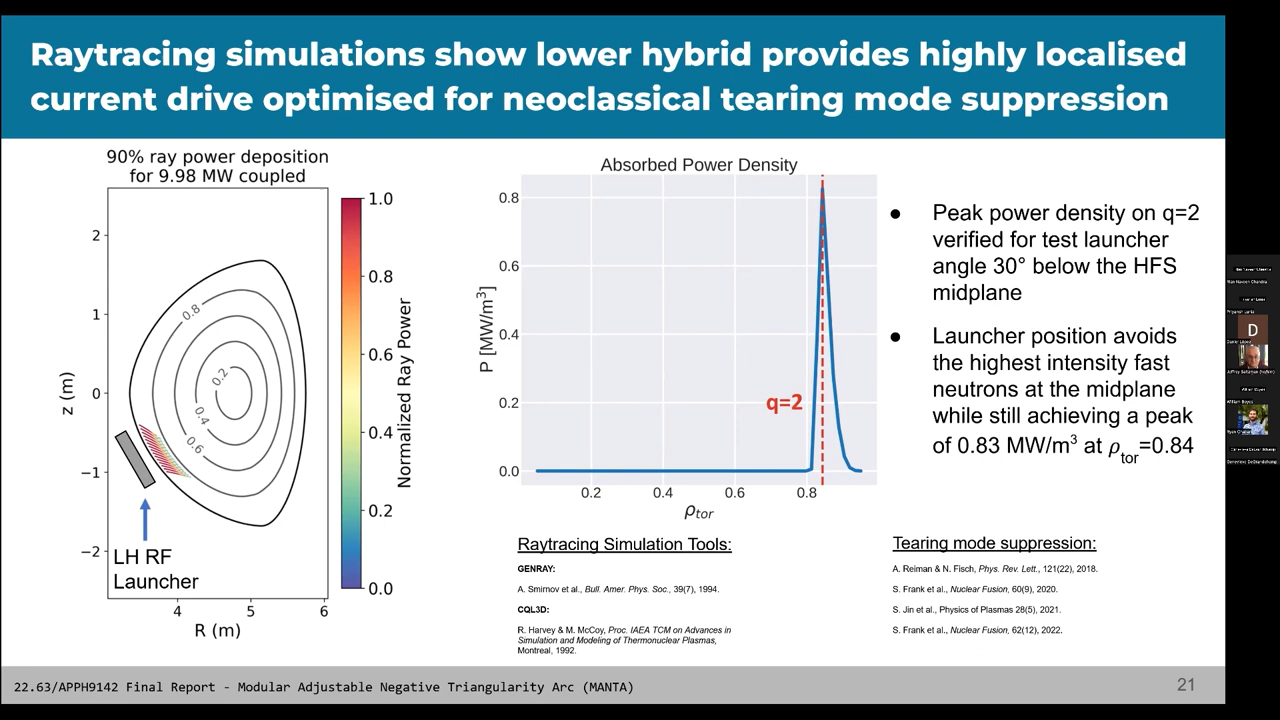 Raytracing simulations show lower hybrid provides highly localised
current drive optimised for neoclassical tearing mode suppression
90% ray power deposition
for 9.98 MW coupled
2
1
0
−1
−2
z (m)
4
5
6
R (m)
0.8
0.2
0.4
0.6
LH RF
Launcher
1.0
0.8
0.6
0.4
0.2
0.0
Normalized Ray Power
Absorbed Power Density
0.8
0.6
0.4
0.2
0.0
P [MW/m³]
q=2
0.2
0.4
0.6
0.8
ρtor
● Peak power density on q=2
verified for test launcher
angle 30° below the HFS
midplane
● Launcher position avoids
the highest intensity fast
neutrons at the midplane
while still achieving a peak
of 0.83 MW/m³ at ρtor=0.84
Raytracing Simulation Tools:
GENRAY:
A. Smirnov et al., Bull. Amer. Phys. Soc., 39(7), 1994.
CQL3D:
R. Harvey & M. McCoy, Proc. IAEA TCM on Advances in
Simulation and Modeling of Thermonuclear Plasmas,
Montreal, 1992.
Tearing mode suppression:
A. Reiman & N. Fisch, Phys. Rev. Lett., 121(22), 2018.
S. Frank et al., Nuclear Fusion, 60(9), 2020.
S. Jin et al., Physics of Plasmas 28(5), 2021.
S. Frank et al., Nuclear Fusion, 62(12), 2022.
22.63/APPH9142 Final Report - Modular Adjustable Negative Triangularity Arc (MANTA)
21
D